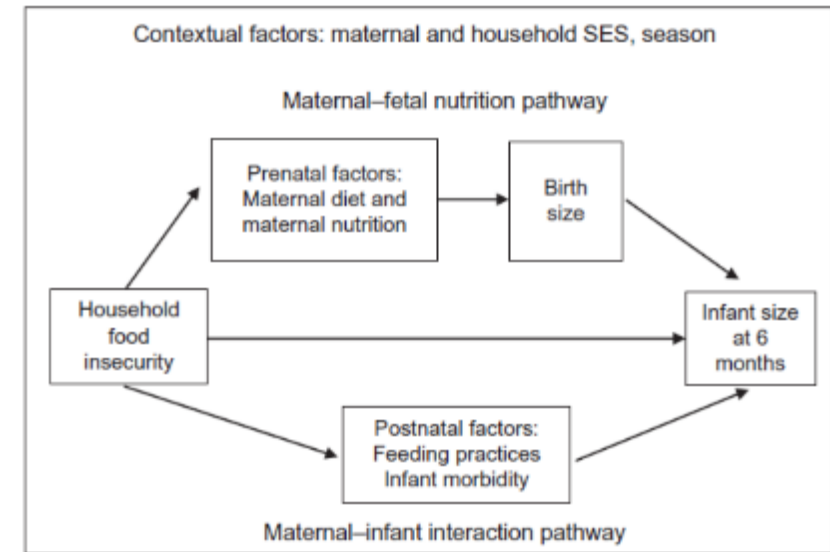 Contextual factors: maternal and household SES, season
Maternal–fetal nutrition pathway
Prenatal factors:
Maternal diet and
maternal nutrition
Birth
size
Household
food
insecurity
Infant size
at 6
months
Postnatal factors:
Feeding practices
Infant morbidity
Maternal–infant interaction pathway